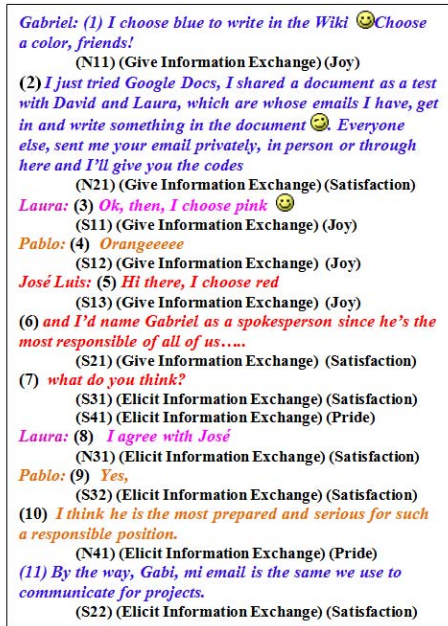 Gabriel: (1) I choose blue to write in the Wiki Choose
a color, friends!
(N11) (Give Information Exchange) (Joy)
(2) I just tried Google Docs, I shared a document as a test
with David and Laura, which are whose emails I have, get
in and write something in the document . Everyone
else, sent me your email privately, in person or through
here and I'll give you the codes
(N21) (Give Information Exchange) (Satisfaction)
Laura: (3) Ok, then, I choose pink
(S11) (Give Information Exchange) (Joy)
Pablo: (4) Orangeeeee
(S12) (Give Information Exchange) (Joy)
José Luis: (5) Hi there, I choose red
(S13) (Give Information Exchange) (Joy)
(6) and I'd name Gabriel as a spokesperson since he's the
most responsible of all of us.....
(S21) (Give Information Exchange) (Satisfaction)
(7) what do you think?
(S31) (Elicit Information Exchange) (Satisfaction)
(S41) (Elicit Information Exchange) (Pride)
Laura: (8) I agree with José
(N31) (Elicit Information Exchange) (Satisfaction)
Pablo: (9) Yes,
(S32) (Elicit Information Exchange) (Satisfaction)
(10) I think he is the most prepared and serious for such
a responsible position.
(N41) (Elicit Information Exchange) (Pride)
(11) By the way, Gabi, mi email is the same we use to
communicate for projects.
(S22) (Elicit Information Exchange) (Satisfaction)